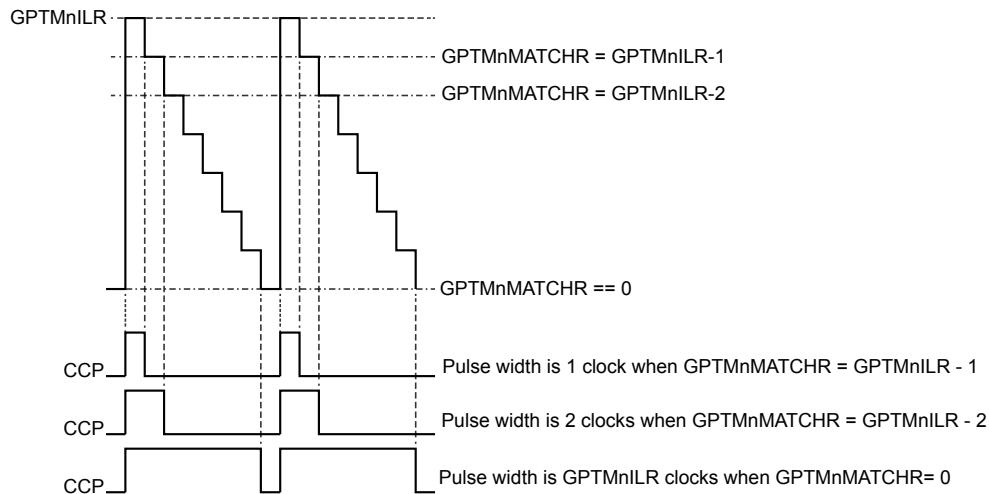 GPTMnILR
GPTMnMATCHR = GPTMnILR-1
GPTMnMATCHR = GPTMnILR-2
GPTMnMATCHR == 0
CCP
Pulse width is 1 clock when GPTMnMATCHR = GPTMnILR - 1
CCP
Pulse width is 2 clocks when GPTMnMATCHR = GPTMnILR - 2
CCP
Pulse width is GPTMnILR clocks when GPTMnMATCHR= 0